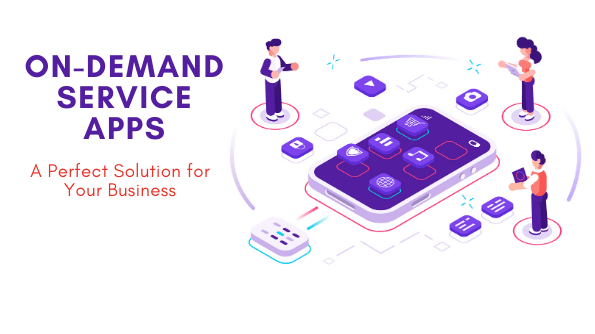 ON-DEMAND
SERVICE
APPS
A Perfect Solution for
Your Business